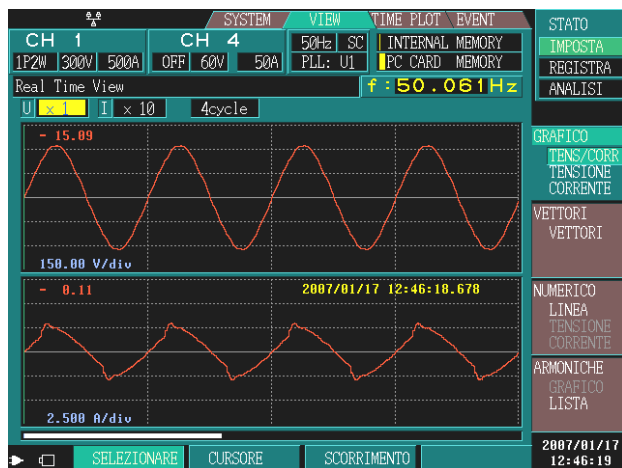 SYSTEM VIEW TIME PLOT EVENT
CH 1 CH 4 50Hz SC INTERNAL MEMORY
1P2W 300V 500A OFF 60V 50A PLL: U1 PC CARD MEMORY
Real Time View f:50.061Hz
U × 1 I × 10 4cycle
- 15.09
150.00 V/div
- 0.11 2007/01/17 12:46:18.678
2.500 A/div
SELEZIONARE CURSORE SCORRIMENTO
STATO
IMPOSTA
REGISTRA
ANALISI
GRAFICO
TENS/CORR
TENSIONE
CORRENTE
VETTORI
VETTORI
NUMERICO
LINEA
TENSIONE
CORRENTE
ARMONICHE
GRAFICO
LISTA
2007/01/17
12:46:19